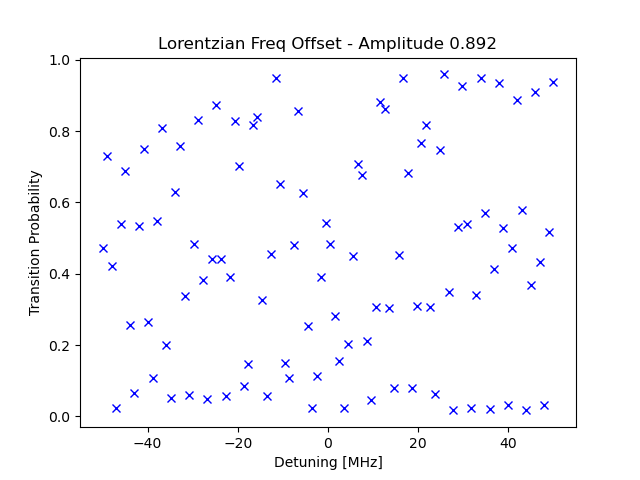 Lorentzian Freq Offset - Amplitude 0.892
1.0
0.8
0.6
0.4
0.2
0.0
Transition Probability
−40 −20 0 20 40
Detuning [MHz]